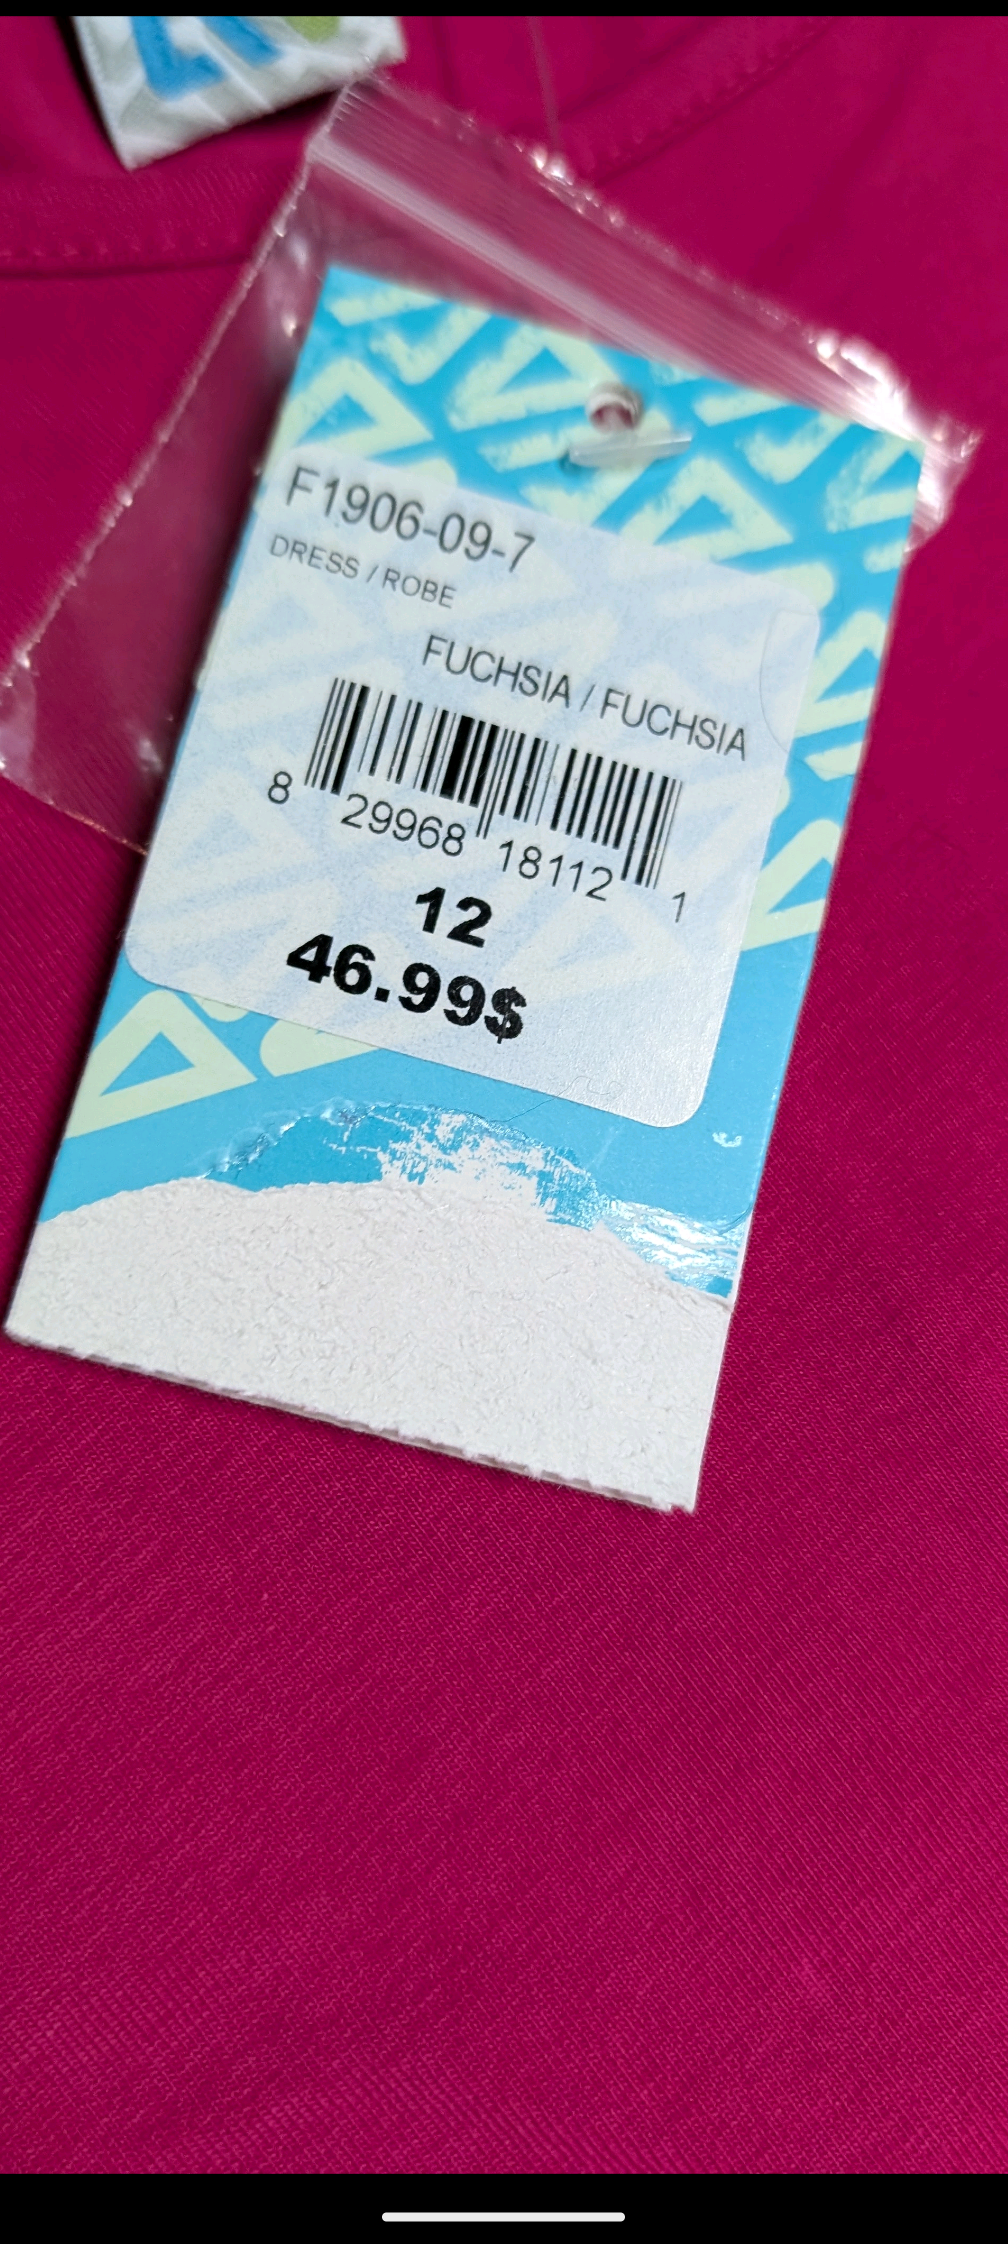 F1906-09-7
DRESS / ROBE
FUCHSIA / FUCHSIA
8 29968 18112 1
12
46.99$